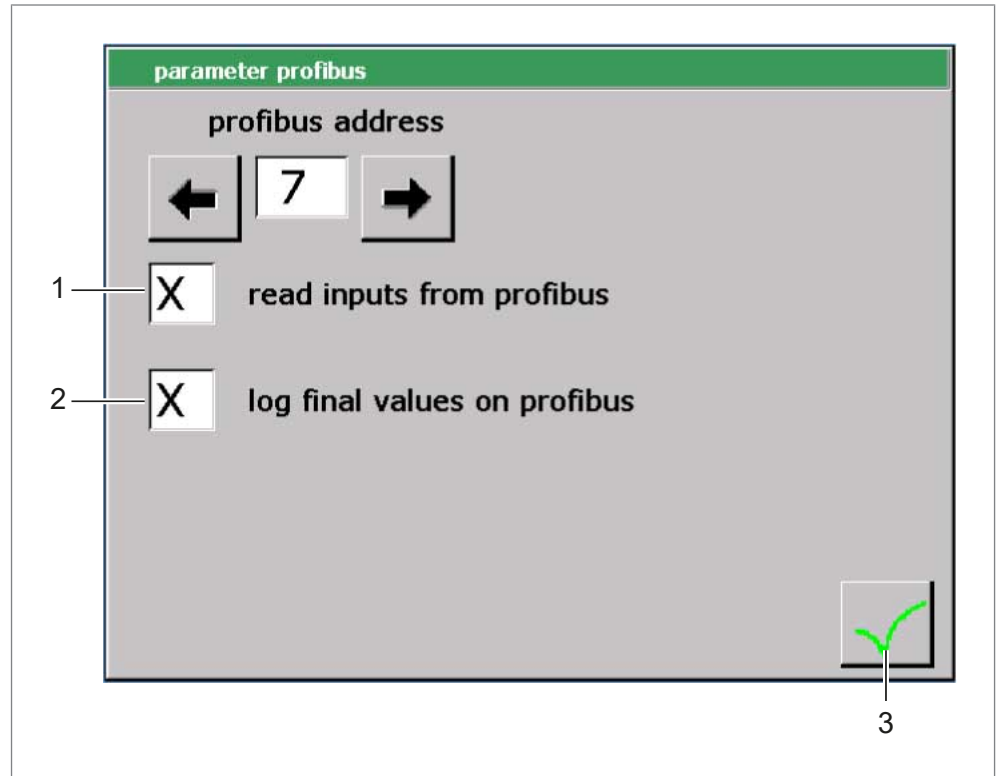 parameter profibus
profibus address
7
1 X read inputs from profibus
2 X log final values on profibus
3